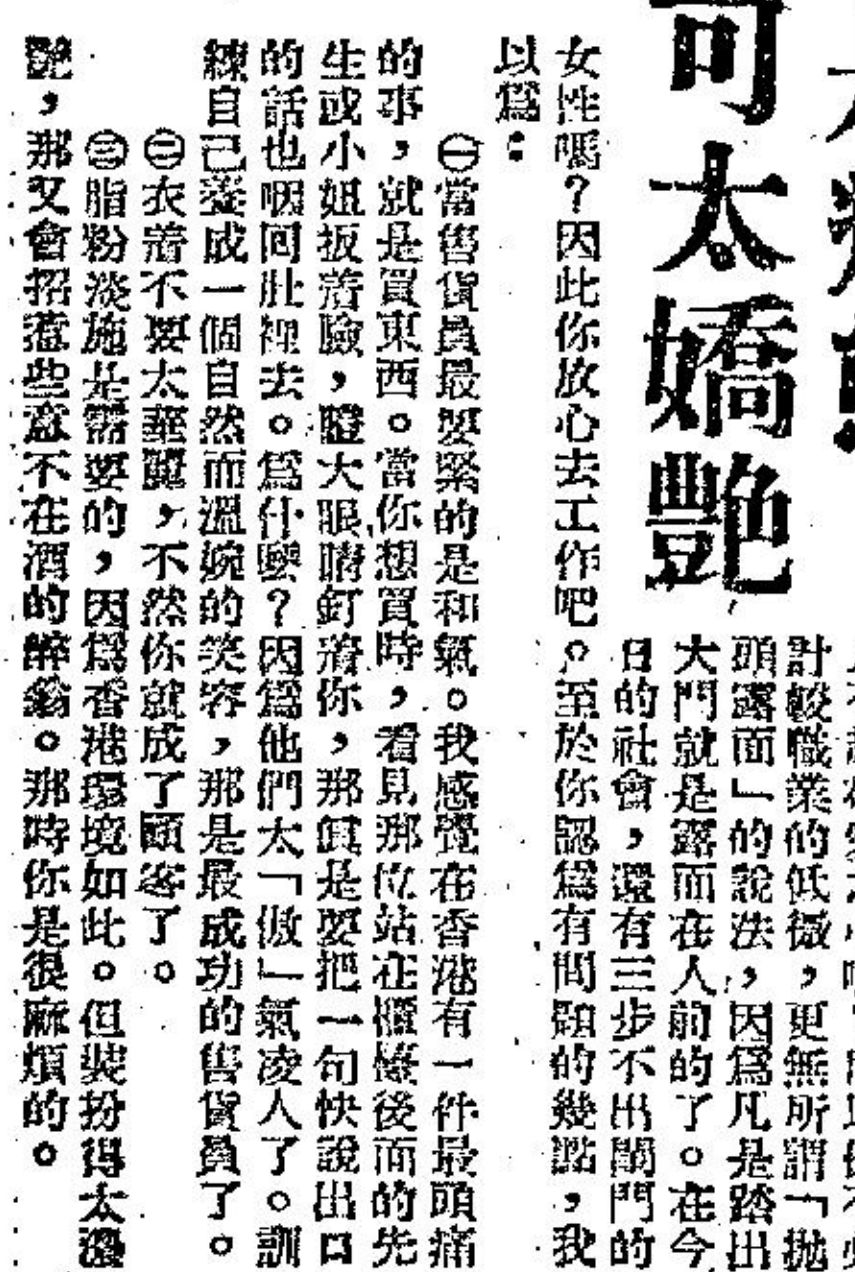 可太嬌艷
計較職業的低微，更無所謂「拋
頭露面」的說法，因爲凡是踏出
大門就是露面在人前的了。在今
日的社會，還有三步不出閨門的
女性嗎？因此你放心去工作吧。至於你認爲有問題的幾點，我
以爲：
㊀當售貨員最要緊的是和氣。我感覺在香港有一件最頭痛
的事，就是買東西。當你想買時，看見那位站在櫃檯後面的先
生或小姐扳着臉，瞪大眼睛釘着你，那眞是要把一句快說出口
的話也咽囘肚裡去。爲什麼？因爲他們太「傲」氣凌人了。訓
練自己養成一個自然而溫婉的笑容，那是最成功的售貨員了。
㊁衣着不要太華麗，不然你就成了顧客了。
㊂脂粉淡施是需要的，因爲香港環境如此。但裝扮得太濃
艷，那又會招惹些意不在酒的醉翁。那時你是很麻煩的。